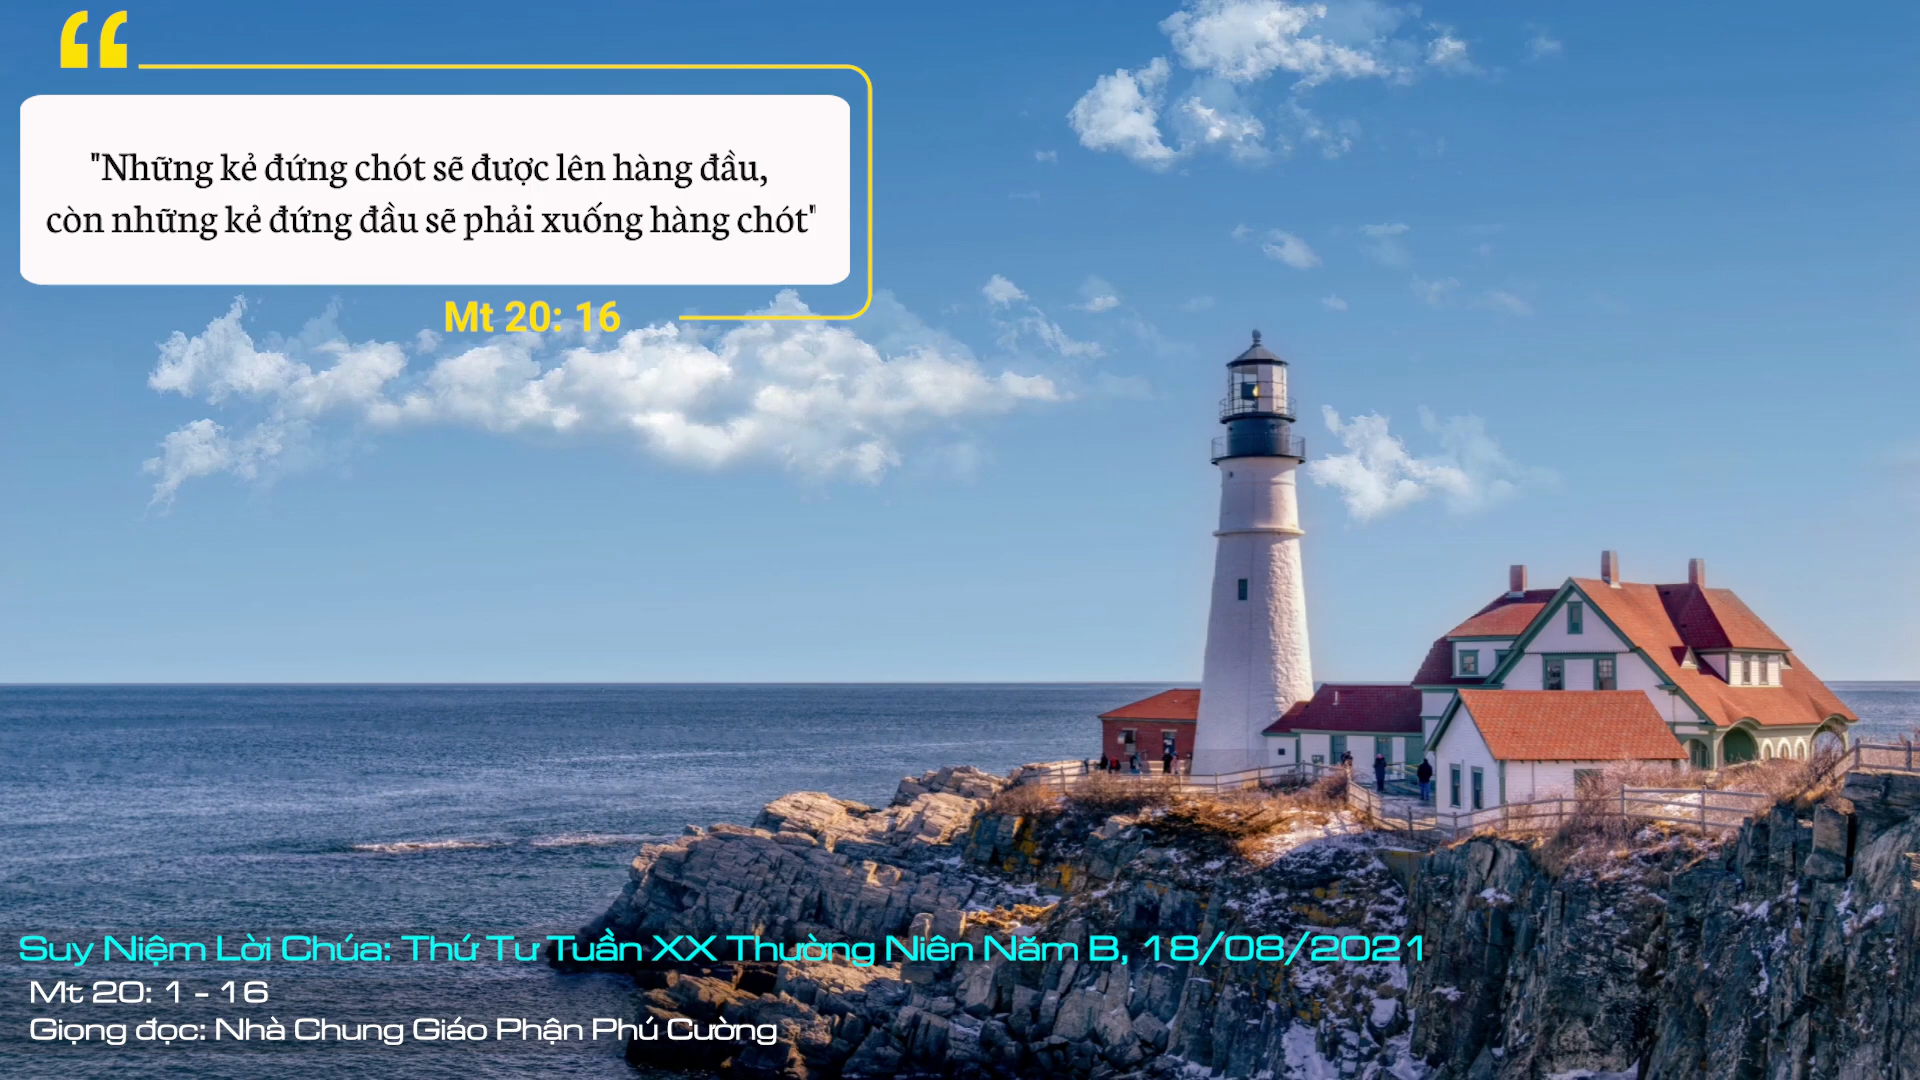 "Những kẻ đứng chót sẽ được lên hàng đầu,
còn những kẻ đứng đầu sẽ phải xuống hàng chót"
Mt 20: 16
Suy Niệm Lời Chúa: Thứ Tư Tuần XX Thường Niên Năm B, 18/08/2021
Mt 20: 1 - 16
Giọng đọc: Nhà Chung Giáo Phận Phú Cường